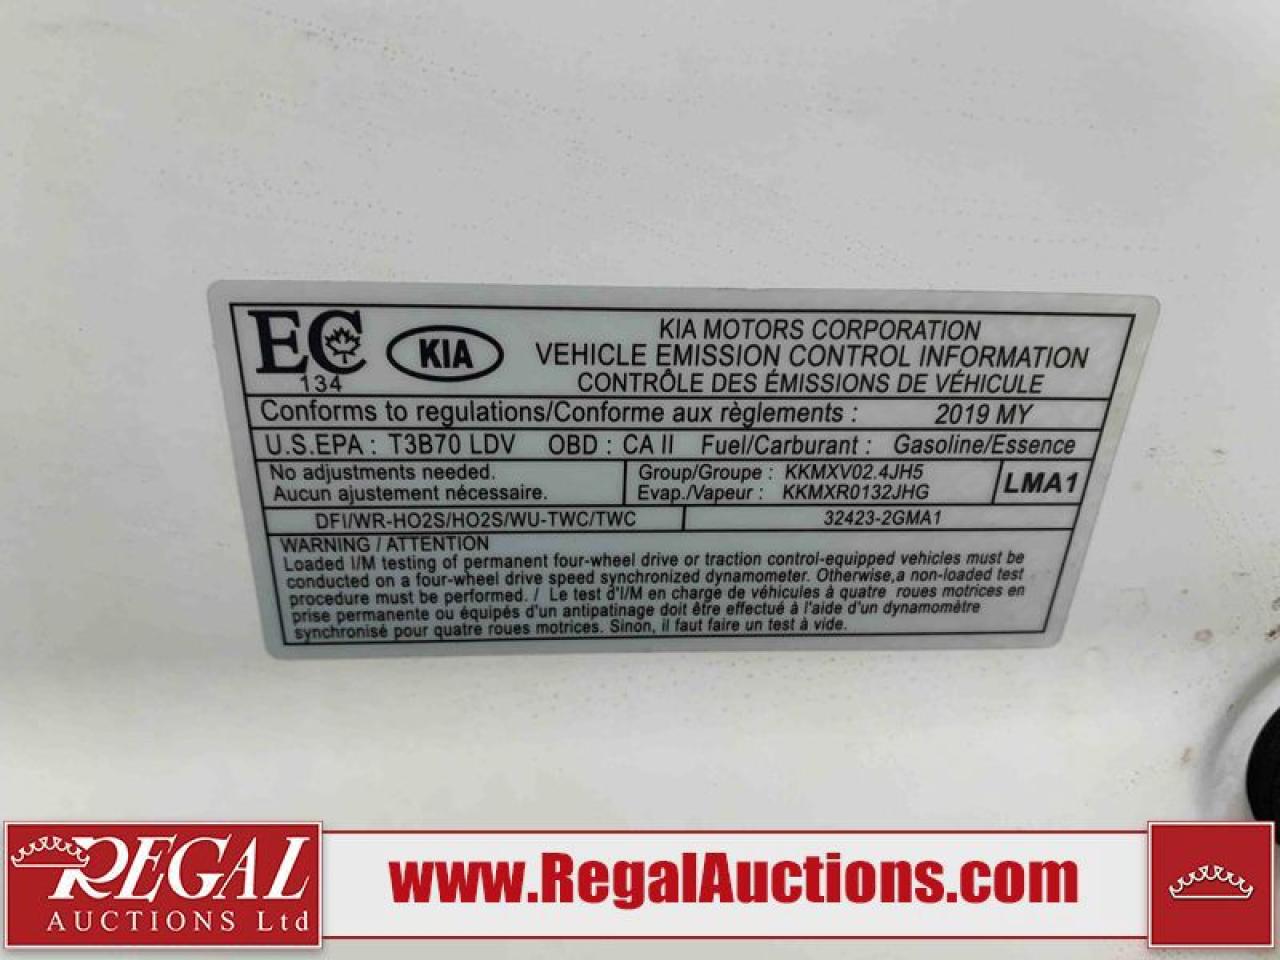 EC
134
KIA
KIA MOTORS CORPORATION
VEHICLE EMISSION CONTROL INFORMATION
CONTRÔLE DES ÉMISSIONS DE VÉHICULE
Conforms to regulations/Conforme aux règlements : 2019 MY
U.S.EPA : T3B70 LDV OBD : CA II Fuel/Carburant : Gasoline/Essence
No adjustments needed.
Aucun ajustement nécessaire.
Group/Groupe : KKMXV02.4JH5
Evap./Vapeur : KKMXR0132JHG
LMA1
DFI/WR-HO2S/HO2S/WU-TWC/TWC
32423-2GMA1
WARNING / ATTENTION
Loaded I/M testing of permanent four-wheel drive or traction control-equipped vehicles must be
conducted on a four-wheel drive speed synchronized dynamometer. Otherwise,a non-loaded test
procedure must be performed. / Le test d'I/M en charge de véhicules à quatre roues motrices en
prise permanente ou équipés d'un antipatinage doit être effectué à l'aide d'un dynamomètre
synchronisé pour quatre roues motrices. Sinon, il faut faire un test à vide.
REGAL
AUCTIONS Ltd
www.RegalAuctions.com